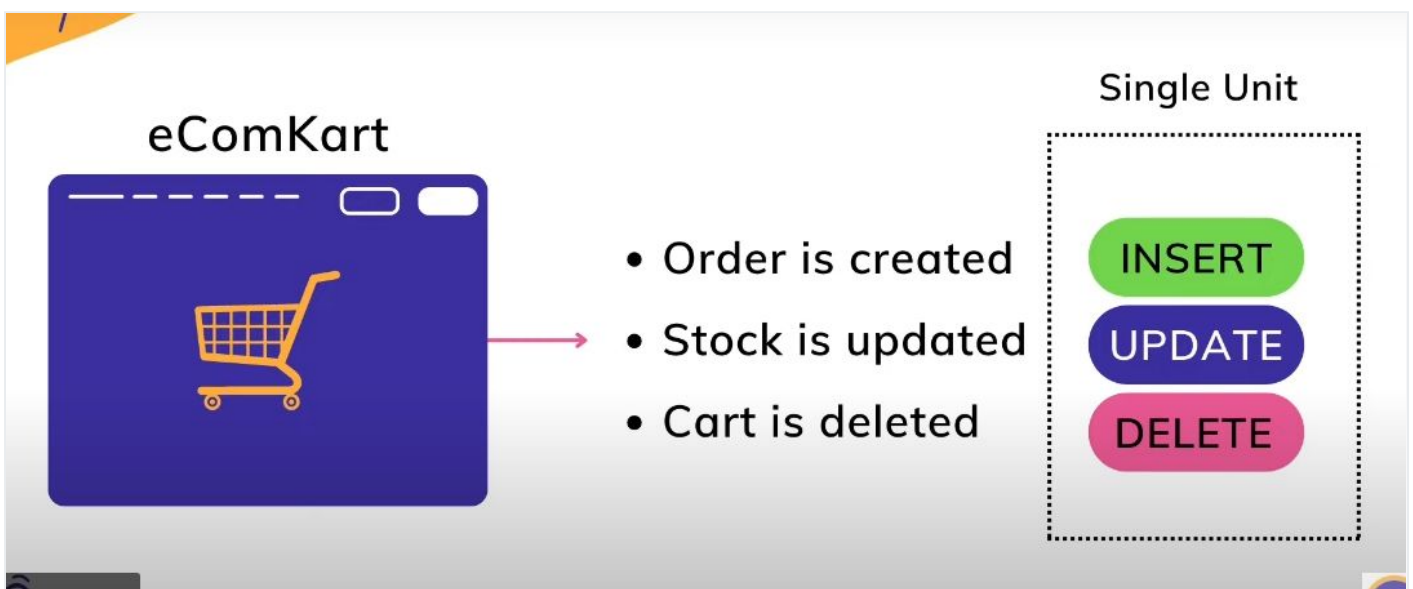 eComKart
• Order is created
• Stock is updated
• Cart is deleted
Single Unit
INSERT
UPDATE
DELETE